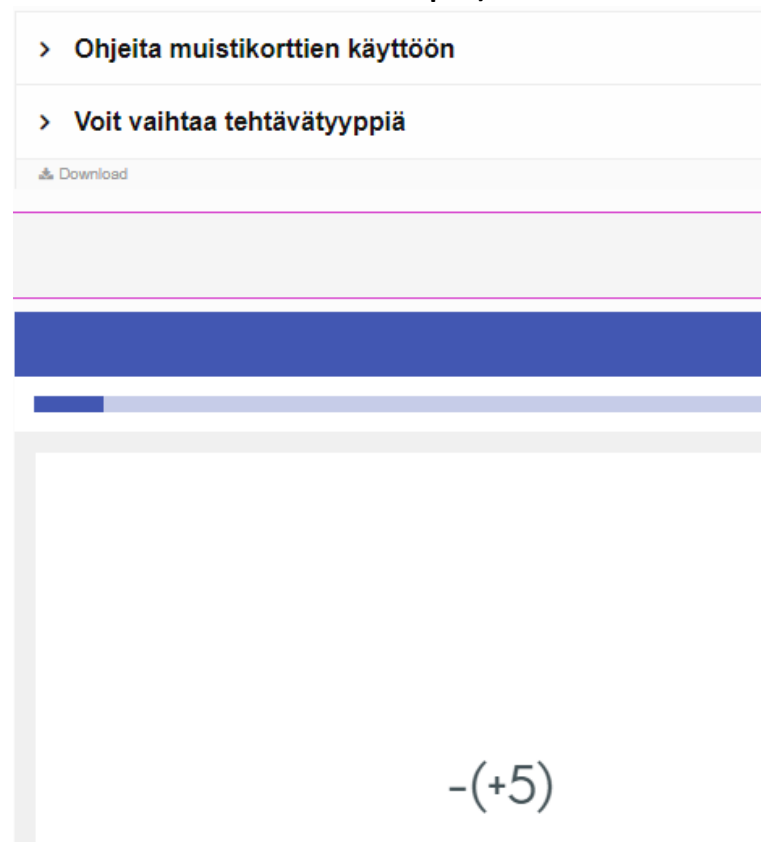 Ohjeita muistikorttien käyttöön
Voit vaihtaa tehtävätyyppiä
Download
-(+5)